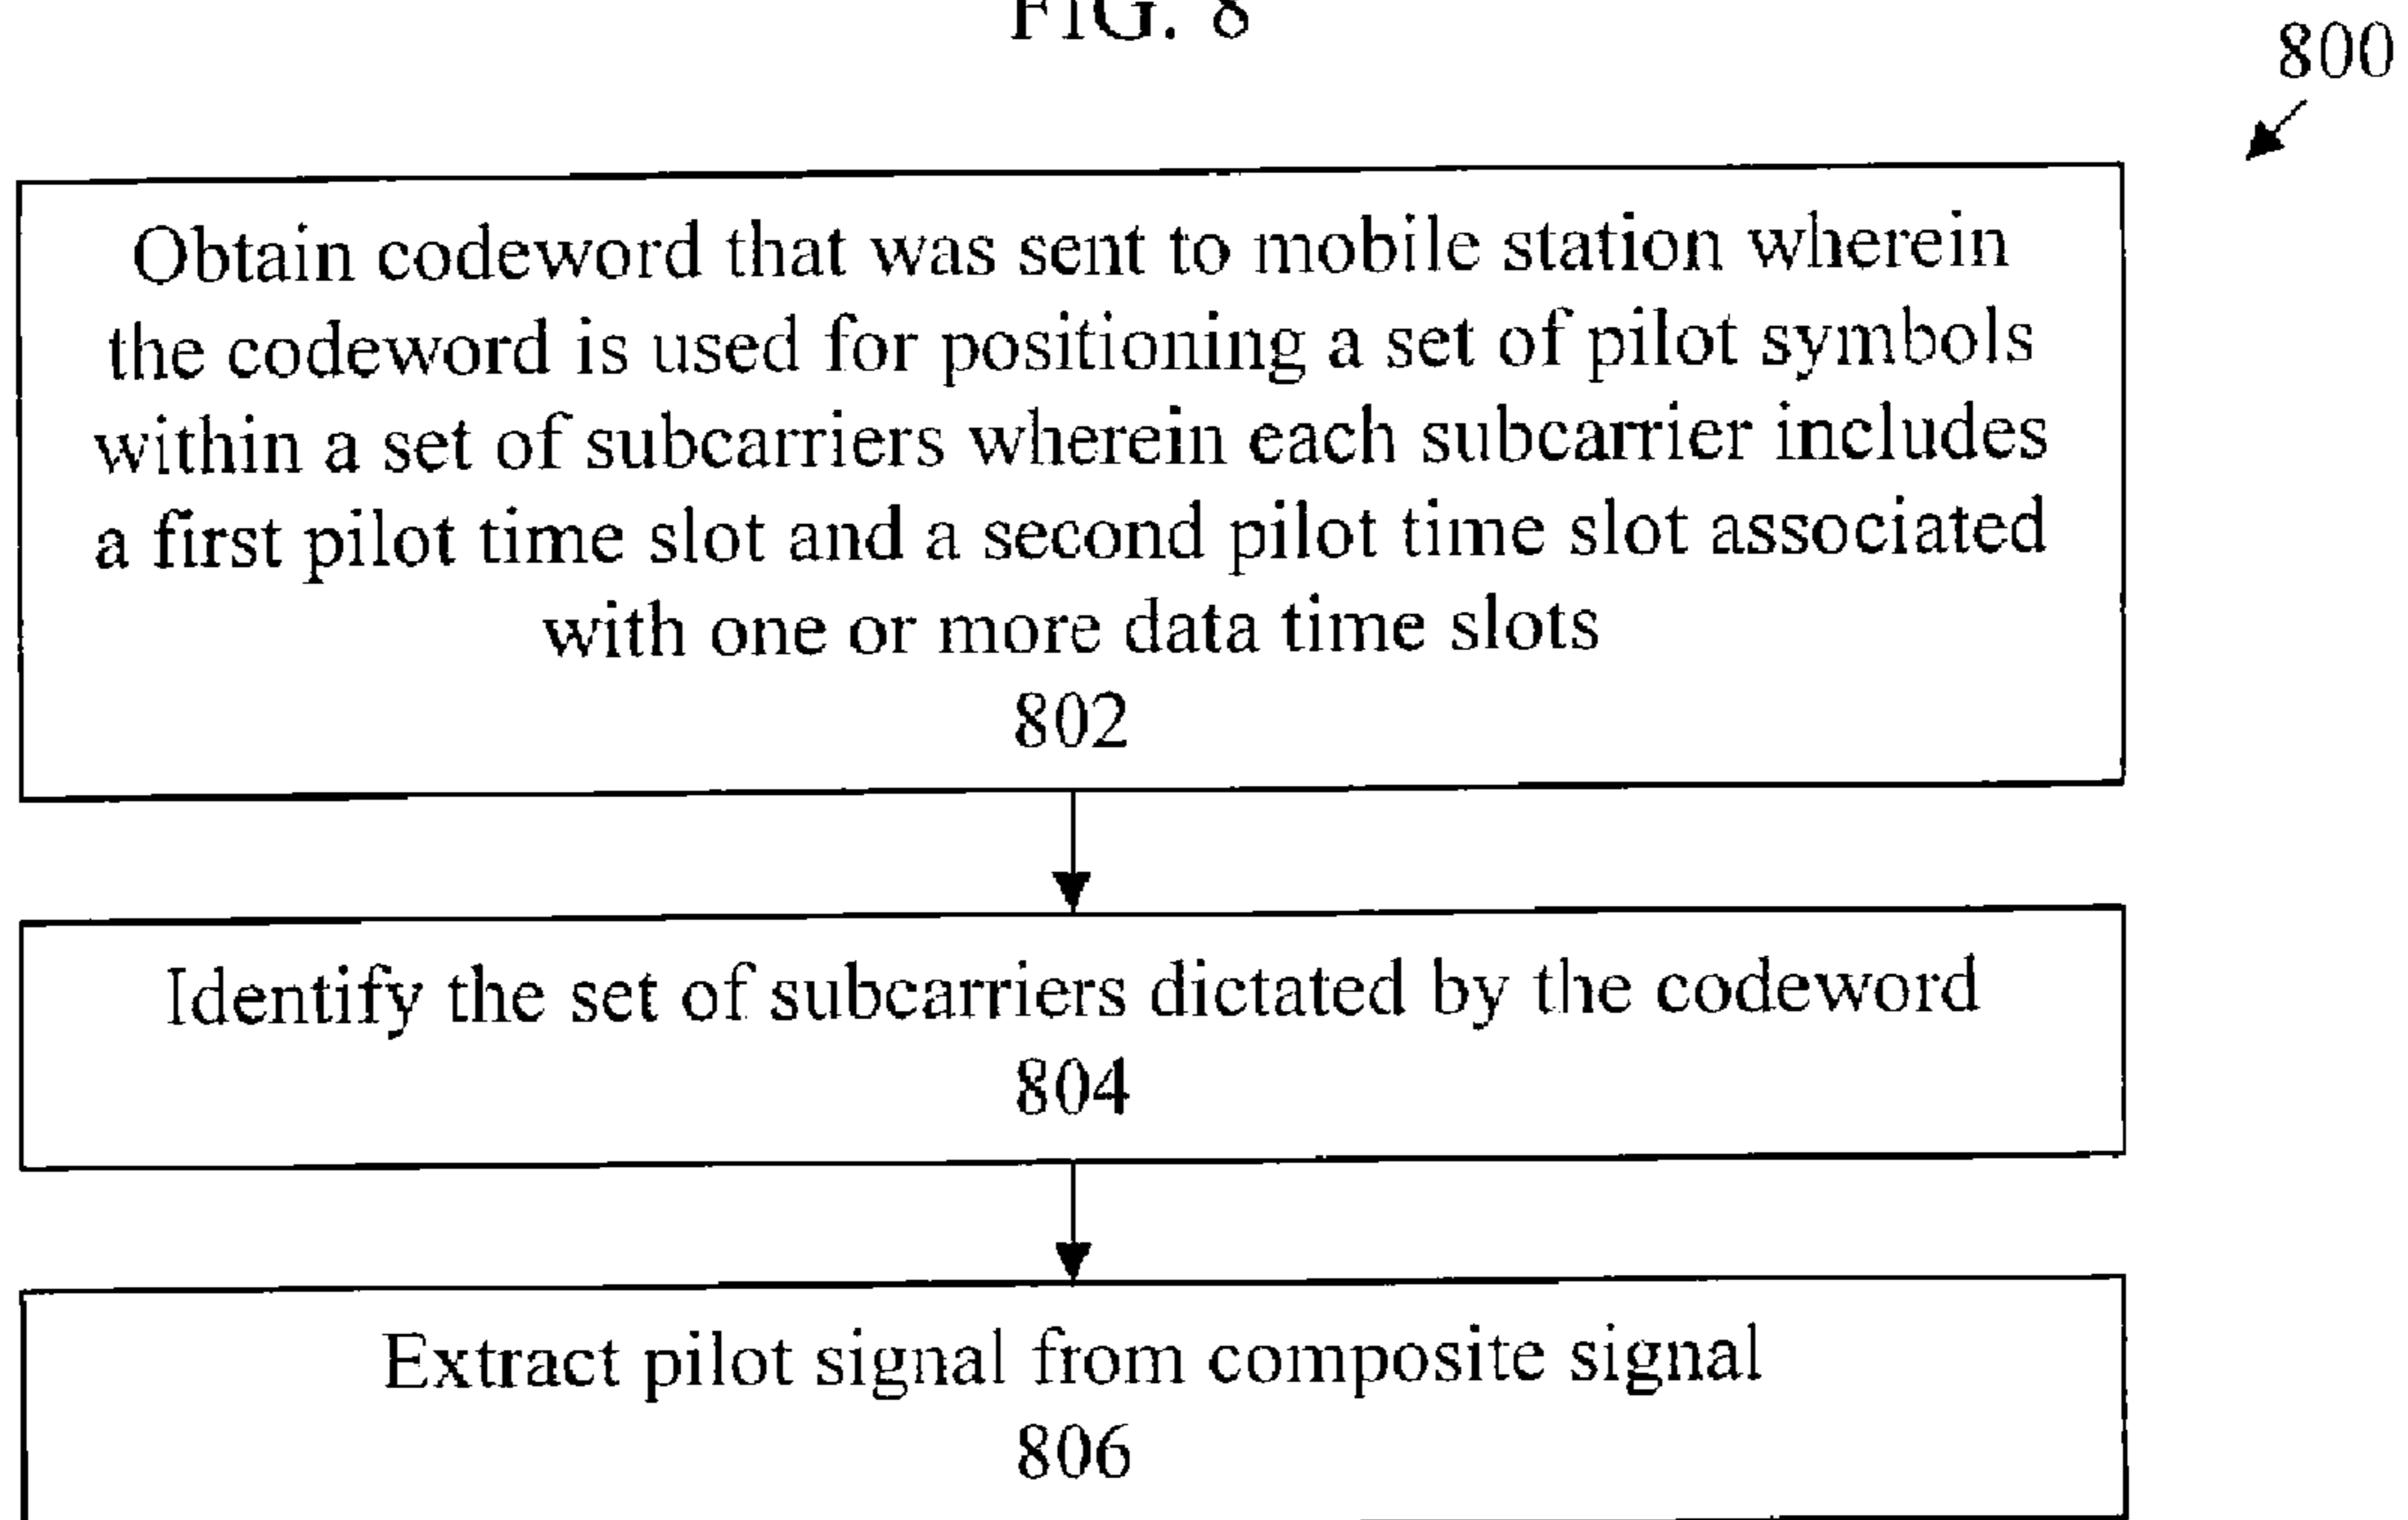 FIG. 8
800
Obtain codeword that was sent to mobile station wherein
the codeword is used for positioning a set of pilot symbols
within a set of subcarriers wherein each subcarrier includes
a first pilot time slot and a second pilot time slot associated
with one or more data time slots
802
Identify the set of subcarriers dictated by the codeword
804
Extract pilot signal from composite signal
806